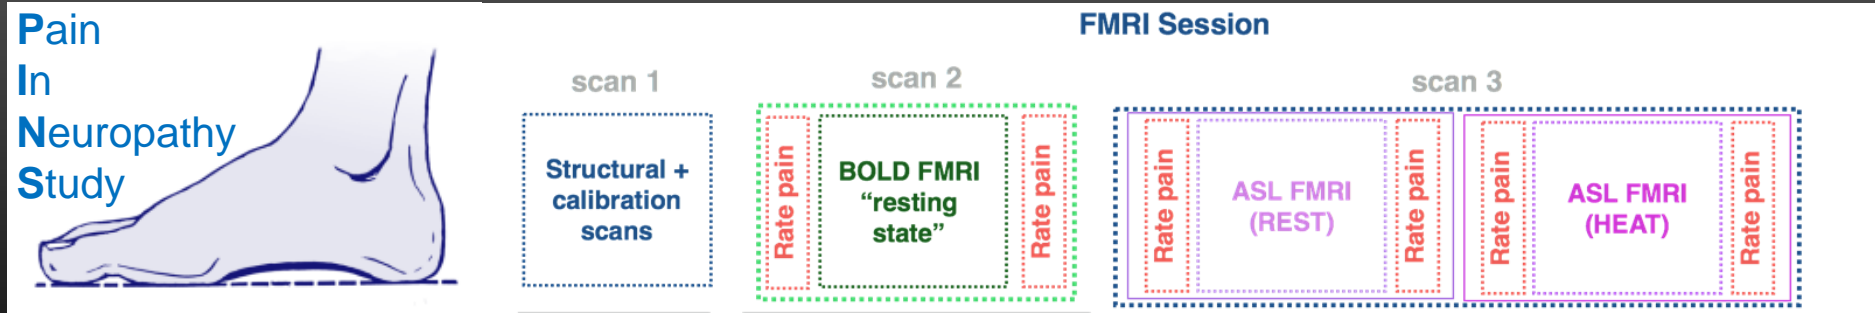 Pain
In
Neuropathy
Study
FMRI Session
scan 1
scan 2
scan 3
Structural +
calibration
scans
Rate pain
BOLD FMRI
“resting
state”
Rate pain
Rate pain
ASL FMRI
(REST)
Rate pain
Rate pain
ASL FMRI
(HEAT)
Rate pain